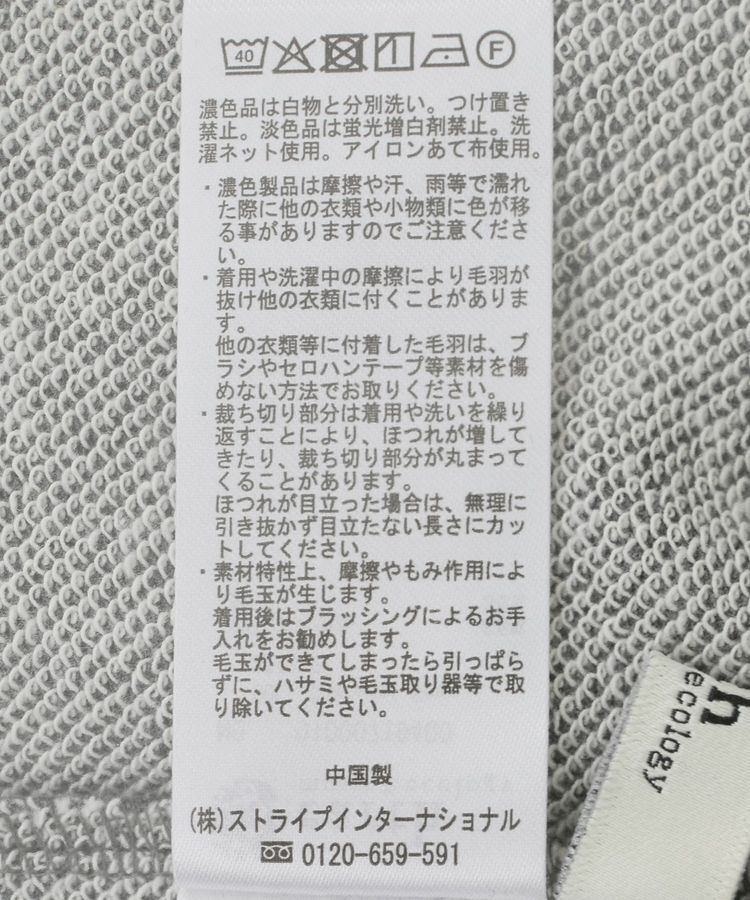 40 F
濃色品は白物と分別洗い。つけ置き
禁止。淡色品は蛍光増白剤禁止。洗
濯ネット使用。アイロンあて布使用。
・濃色製品は摩擦や汗、雨等で濡れ
た際に他の衣類や小物類に色が移
る事がありますのでご注意くださ
い。
・着用や洗濯中の摩擦により毛羽が
抜け他の衣類に付くことがありま
す。
他の衣類等に付着した毛羽は、ブ
ラシやセロハンテープ等素材を傷
めない方法でお取りください。
・裁ち切り部分は着用や洗いを繰り
返すことにより、ほつれが増して
きたり、裁ち切り部分が丸まって
くることがあります。
ほつれが目立った場合は、無理に
引き抜かず目立たない長さにカッ
トしてください。
・素材特性上、摩擦やもみ作用によ
り毛玉が生じます。
着用後はブラッシングによるお手
入れをお勧めします。
毛玉ができてしまったら引っぱら
ずに、ハサミや毛玉取り器等で取
り除いてください。
中国製
(株)ストライプインターナショナル
0120-659-591
h
ecology